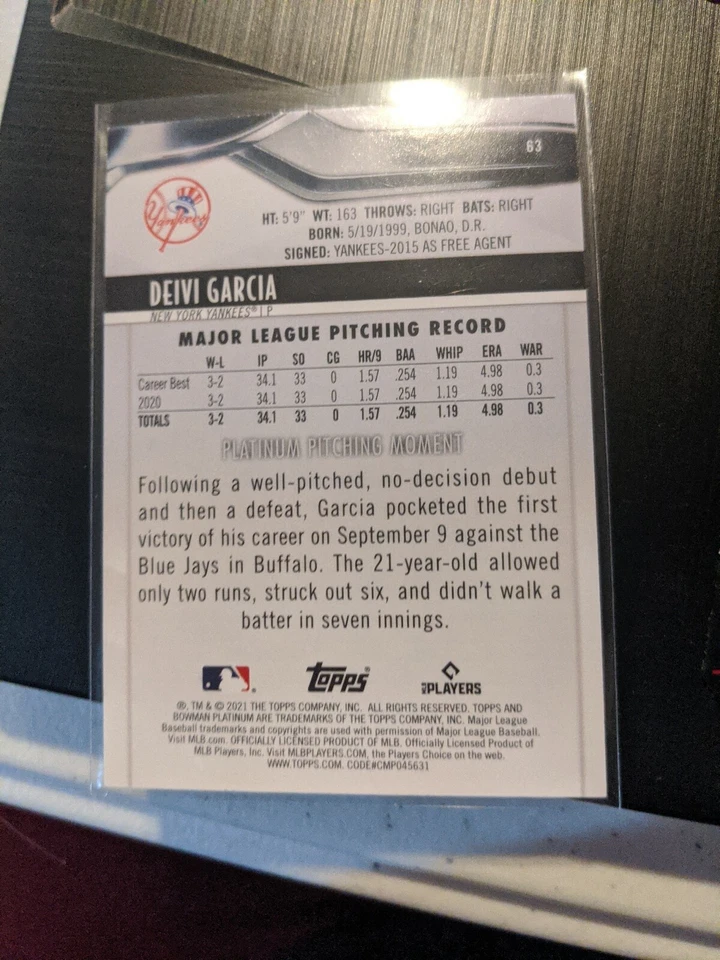 63
Yankees
HT: 5'9" WT: 163 THROWS: RIGHT BATS: RIGHT
BORN: 5/19/1999, BONAO, D.R.
SIGNED: YANKEES-2015 AS FREE AGENT
DEIVI GARCIA
NEW YORK YANKEES® | P
MAJOR LEAGUE PITCHING RECORD
W-L IP SO CG HR/9 BAA WHIP ERA WAR
Career Best 3-2 34.1 33 0 1.57 .254 1.19 4.98 0.3
2020 3-2 34.1 33 0 1.57 .254 1.19 4.98 0.3
TOTALS 3-2 34.1 33 0 1.57 .254 1.19 4.98 0.3
PLATINUM PITCHING MOMENT
Following a well-pitched, no-decision debut
and then a defeat, Garcia pocketed the first
victory of his career on September 9 against the
Blue Jays in Buffalo. The 21-year-old allowed
only two runs, struck out six, and didn't walk a
batter in seven innings.
Topps
MLB PLAYERS
®, TM & © 2021 THE TOPPS COMPANY, INC. ALL RIGHTS RESERVED. TOPPS AND
BOWMAN PLATINUM ARE TRADEMARKS OF THE TOPPS COMPANY, INC. Major League
Baseball trademarks and copyrights are used with permission of Major League Baseball.
Visit MLB.com. OFFICIALLY LICENSED PRODUCT OF MLB. Officially Licensed Product of
MLB Players, Inc. Visit MLBPLAYERS.COM, the Players Choice on the web.
WWW.TOPPS.COM. CODE#CMP045631